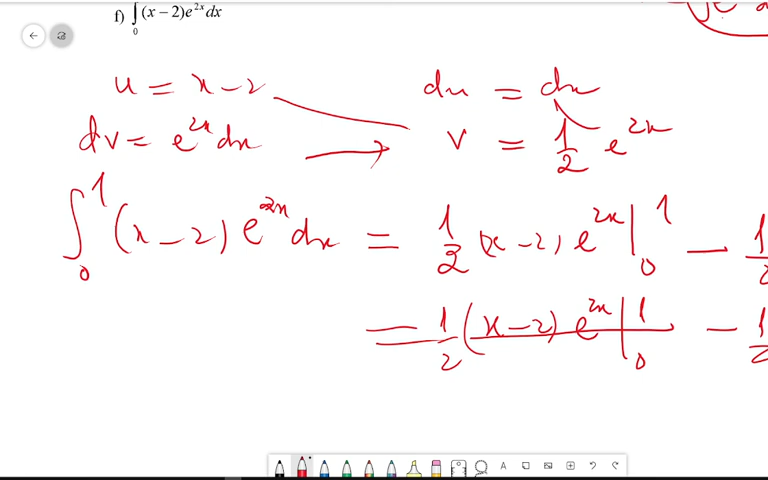 f) ∫₀ (x − 2)e^{2x} dx
u = x − 2 du = dx
dv = e^{2x} dx → v = 1/2 e^{2x}
∫₀¹ (x − 2) e^{2x} dx = 1/2 (x − 2) e^{2x} |₀¹ − 1/2
= 1/2 (x − 2) e^{2x} |₀¹ − 1/2
A